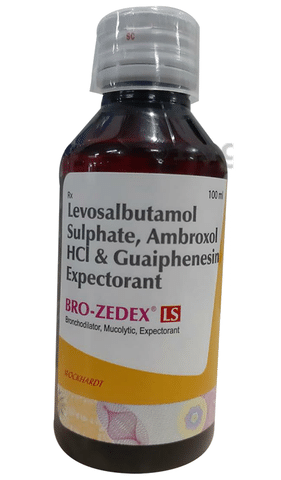 Rx
100 ml
Levosalbutamol
Sulphate, Ambroxol
HCl & Guaiphenesin
Expectorant
BRO-ZEDEX® LS
Bronchodilator, Mucolytic, Expectorant
WOCKHARDT